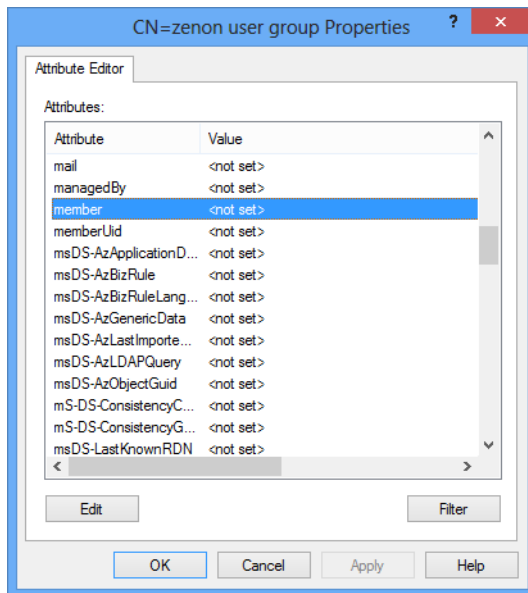 CN=zenon user group Properties ? ×
Attribute Editor
Attributes:
Attribute Value
mail <not set>
managedBy <not set>
member <not set>
memberUid <not set>
msDS-AzApplicationD... <not set>
msDS-AzBizRule <not set>
msDS-AzBizRuleLang... <not set>
msDS-AzGenericData <not set>
msDS-AzLastImporte... <not set>
msDS-AzLDAPQuery <not set>
msDS-AzObjectGuid <not set>
mS-DS-ConsistencyC... <not set>
mS-DS-ConsistencyG... <not set>
msDS-LastKnownRDN <not set>
Edit Filter
OK Cancel Apply Help